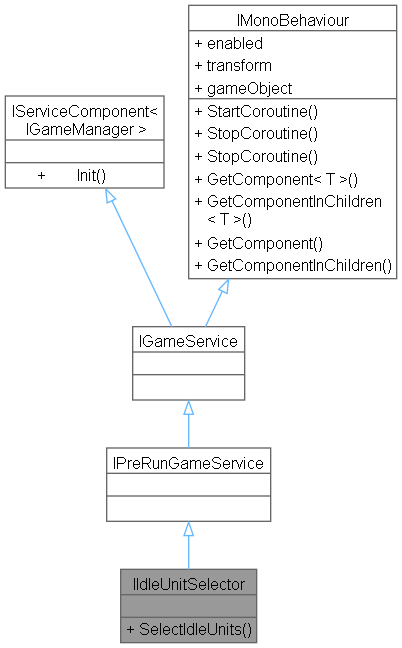 IMonoBehaviour
+ enabled
+ transform
+ gameObject
+ StartCoroutine()
+ StopCoroutine()
+ StopCoroutine()
+ GetComponent< T >()
+ GetComponentInChildren
< T >()
+ GetComponent()
+ GetComponentInChildren()
IServiceComponent<
IGameManager >
+ Init()
IGameService
IPreRunGameService
IIdleUnitSelector
+ SelectIdleUnits()